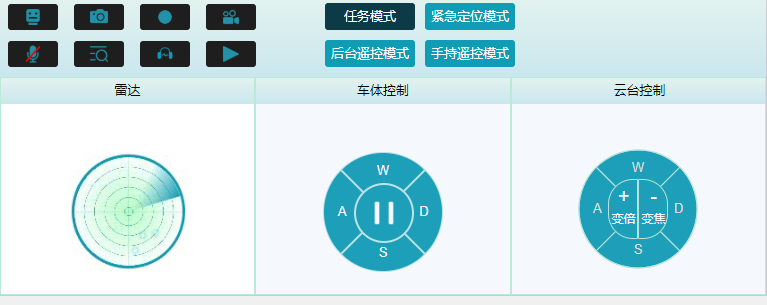 任务模式 紧急定位模式
后台遥控模式 手持遥控模式
雷达 车体控制 云台控制
W W
A D A + - D
变倍 变焦
S S